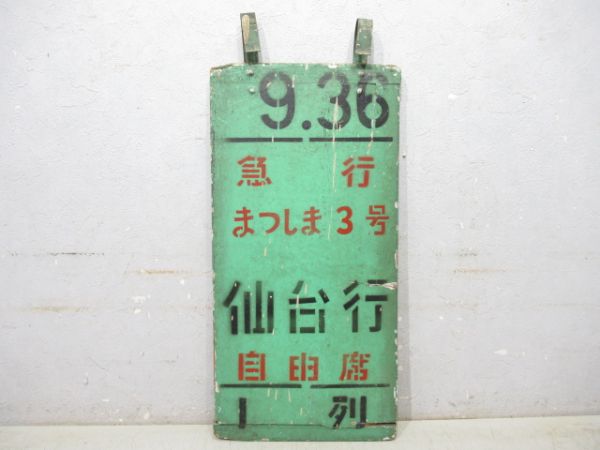 9.36
急行
まつしま3号
仙台行
自由席
1列